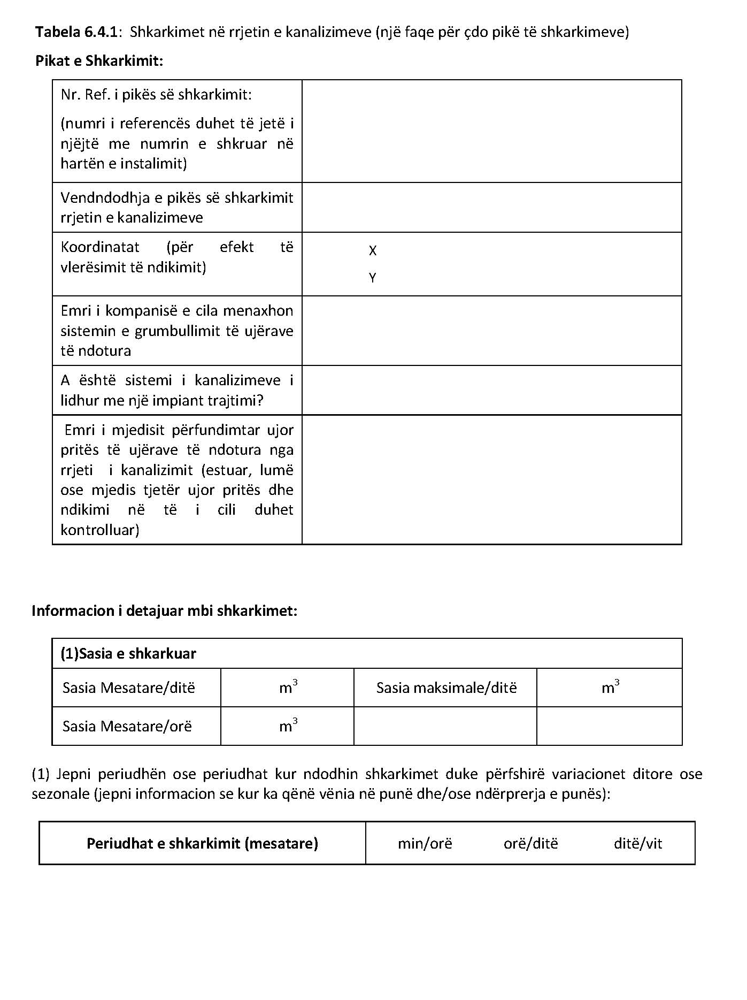 Tabela 6.4.1:  Shkarkimet në rrjetin e kanalizimeve (një faqe për çdo pikë të shkarkimeve)
Pikat e Shkarkimit:
Nr. Ref. i pikës së shkarkimit:
(numri i referencës duhet të jetë i
njëjtë me numrin e shkruar në
hartën e instalimit)
Vendndodhja e pikës së shkarkimit
rrjetin e kanalizimeve
Koordinatat (për efekt të
vlerësimit të ndikimit)
X
Y
Emri i kompanisë e cila menaxhon
sistemin e grumbullimit të ujërave
të ndotura
A është sistemi i kanalizimeve i
lidhur me një impiant trajtimi?
Emri i mjedisit përfundimtar ujor
pritës të ujërave të ndotura nga
rrjeti i kanalizimit (estuar, lumë
ose mjedis tjetër ujor pritës dhe
ndikimi në të i cili duhet
kontrolluar)
Informacion i detajuar mbi shkarkimet:
(1)Sasia e shkarkuar
Sasia Mesatare/ditë m³ Sasia maksimale/ditë m³
Sasia Mesatare/orë m³
(1) Jepni periudhën ose periudhat kur ndodhin shkarkimet duke përfshirë variacionet ditore ose
sezonale (jepni informacion se kur ka qënë vënia në punë dhe/ose ndërprerja e punës):
Periudhat e shkarkimit (mesatare) min/orë orë/ditë ditë/vit